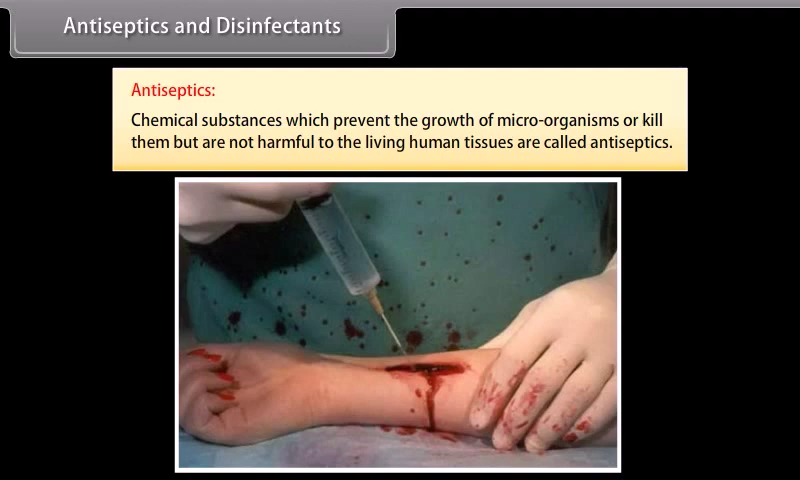 Antiseptics and Disinfectants
Antiseptics:
Chemical substances which prevent the growth of micro-organisms or kill
them but are not harmful to the living human tissues are called antiseptics.